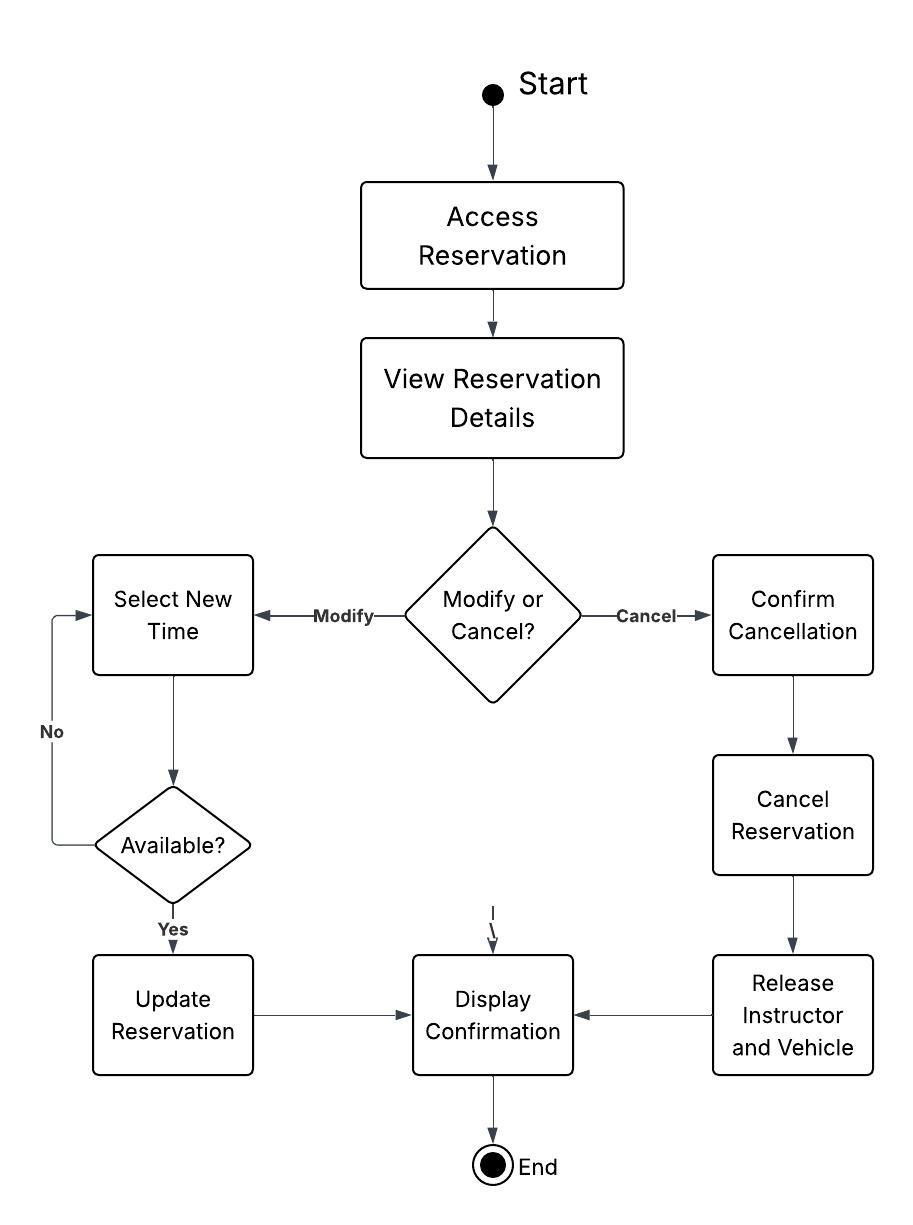 Start
Access
Reservation
View Reservation
Details
Select New
Time
Modify
Modify or
Cancel?
Cancel
Confirm
Cancellation
No
Cancel
Reservation
Available?
Yes
Update
Reservation
Display
Confirmation
Release
Instructor
and Vehicle
End